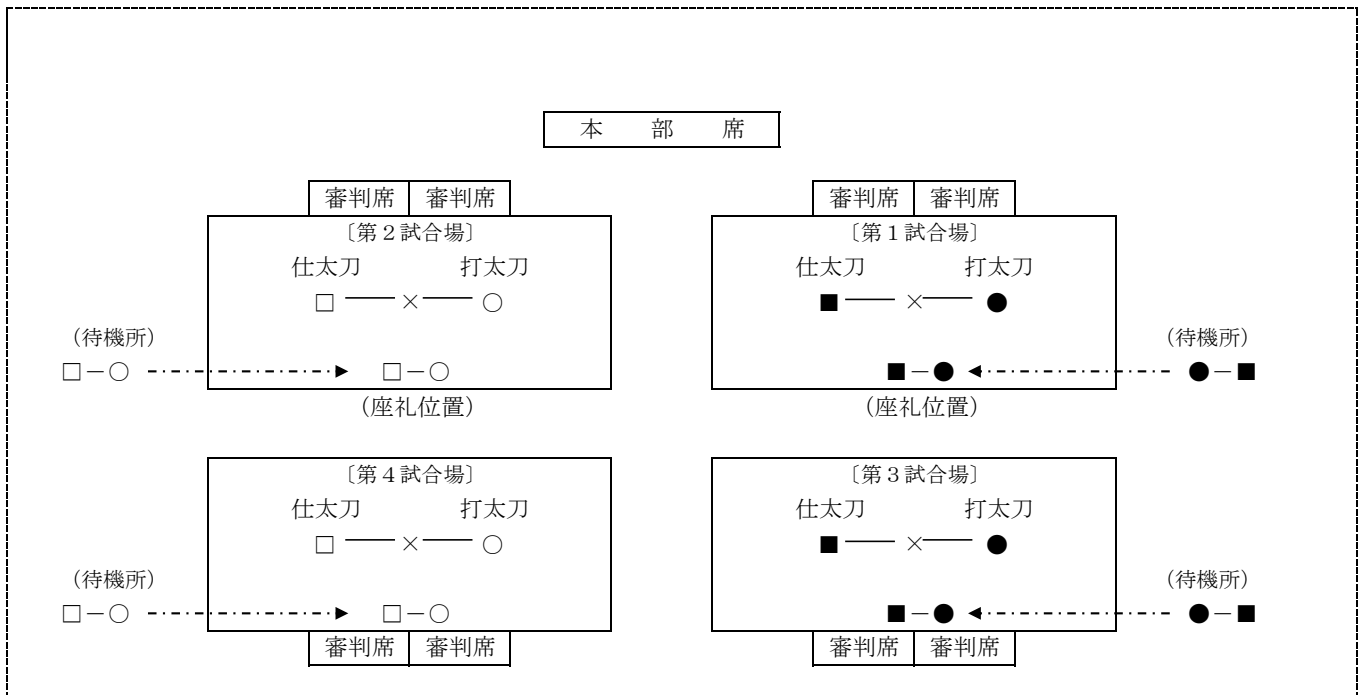 本　部　席
審判席 審判席 審判席 審判席
〔第２試合場〕 〔第１試合場〕
仕太刀 打太刀 仕太刀 打太刀
□ × ○ ■ × ●
（待機所） （待機所）
□－○ □－○ ■－● ●－■
（座礼位置） （座礼位置）
〔第４試合場〕 〔第３試合場〕
仕太刀 打太刀 仕太刀 打太刀
□ × ○ ■ × ●
（待機所） （待機所）
□－○ □－○ ■－● ●－■
審判席 審判席 審判席 審判席